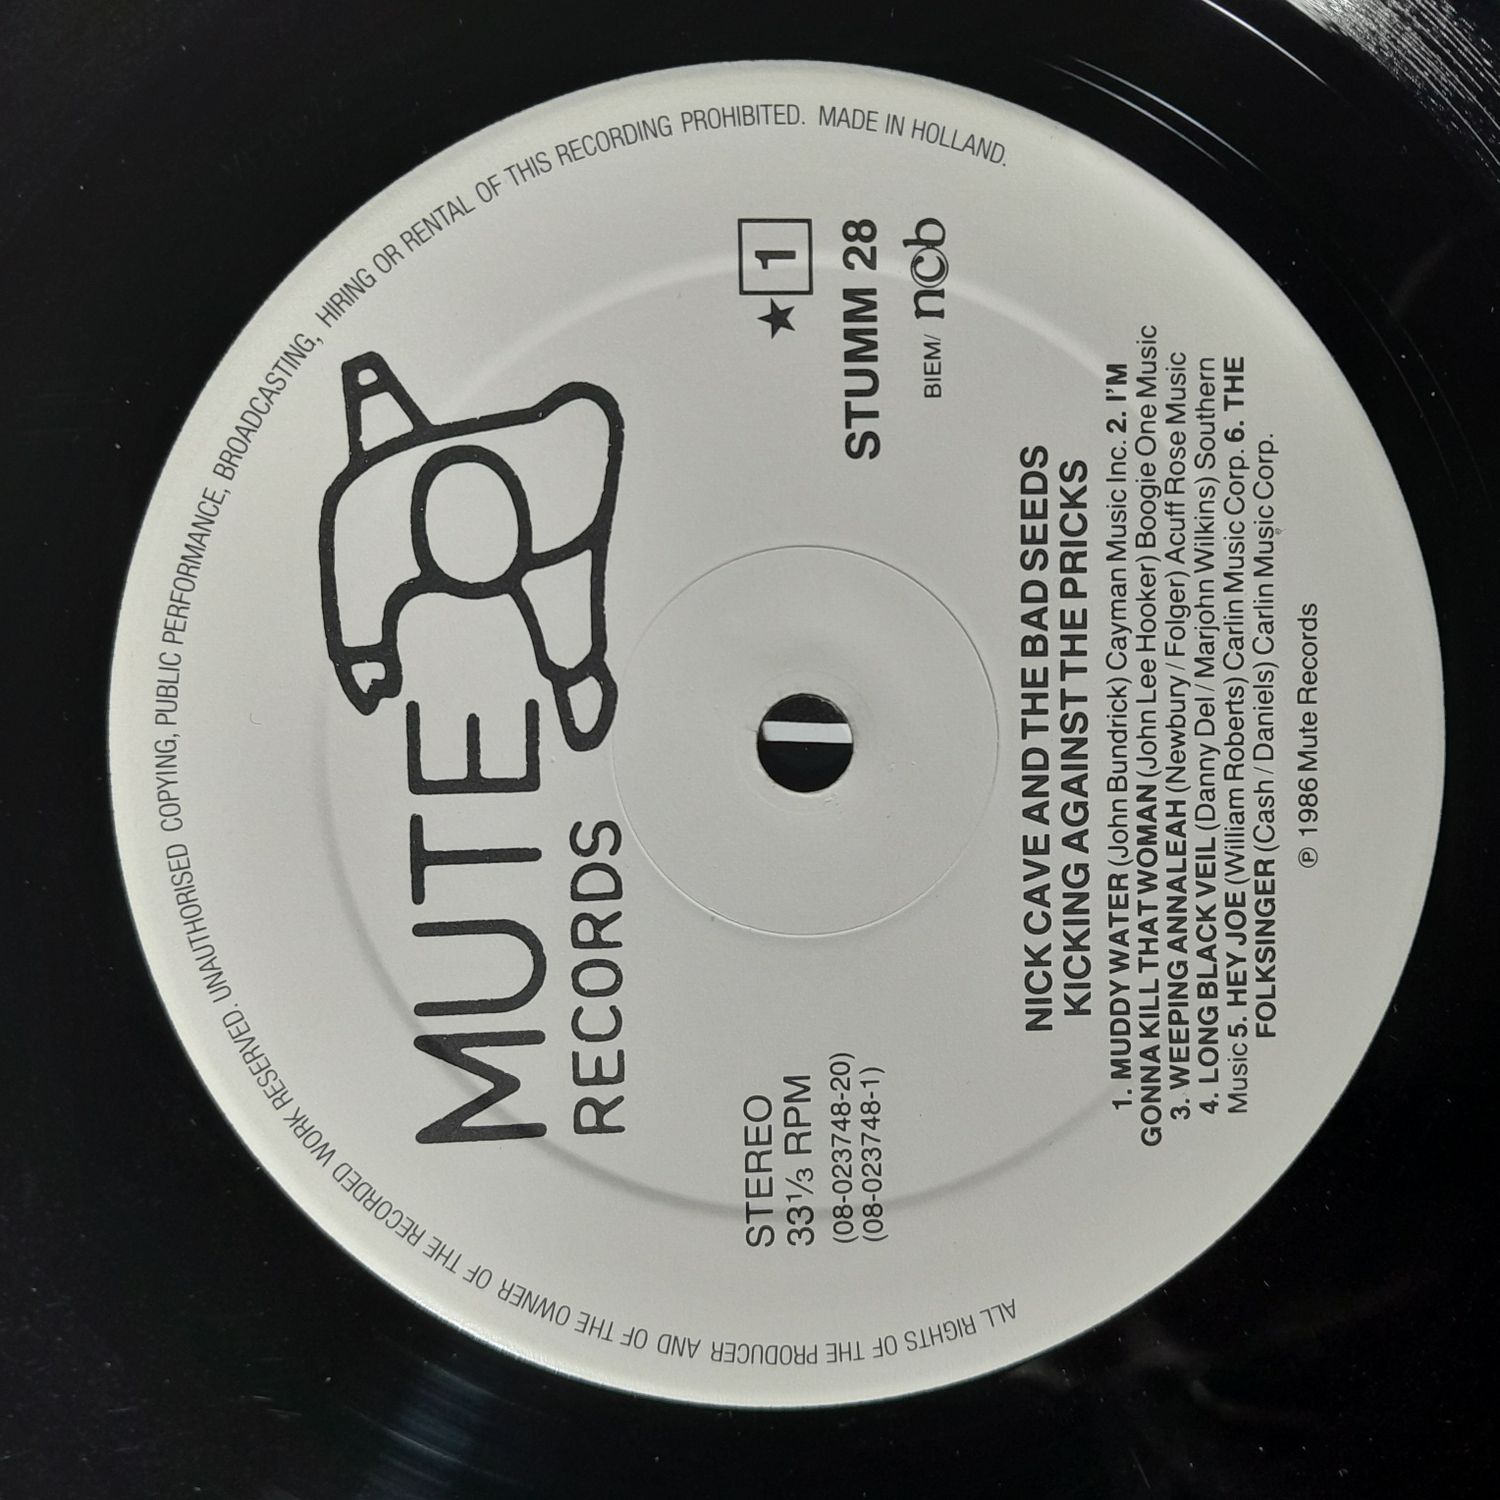 ALL RIGHTS OF THE PRODUCER AND OF THE OWNER OF THE RECORDED WORK RESERVED. UNAUTHORISED COPYING, PUBLIC PERFORMANCE, BROADCASTING, HIRING OR RENTAL OF THIS RECORDING PROHIBITED. MADE IN HOLLAND.
MUTE
RECORDS
STEREO
33⅓ RPM
(08-023748-20)
(08-023748-1)
★ 1
STUMM 28
BIEM/ ncb
NICK CAVE AND THE BAD SEEDS
KICKING AGAINST THE PRICKS
1. MUDDY WATER (John Bundrick) Cayman Music Inc. 2. I'M
GONNA KILL THAT WOMAN (John Lee Hooker) Boogie One Music
3. WEEPING ANNALEAH (Newbury / Folger) Acuff Rose Music
4. LONG BLACK VEIL (Danny Del / Marjohn Wilkins) Southern
Music 5. HEY JOE (William Roberts) Carlin Music Corp. 6. THE
FOLKSINGER (Cash / Daniels) Carlin Music Corp.
℗ 1986 Mute Records